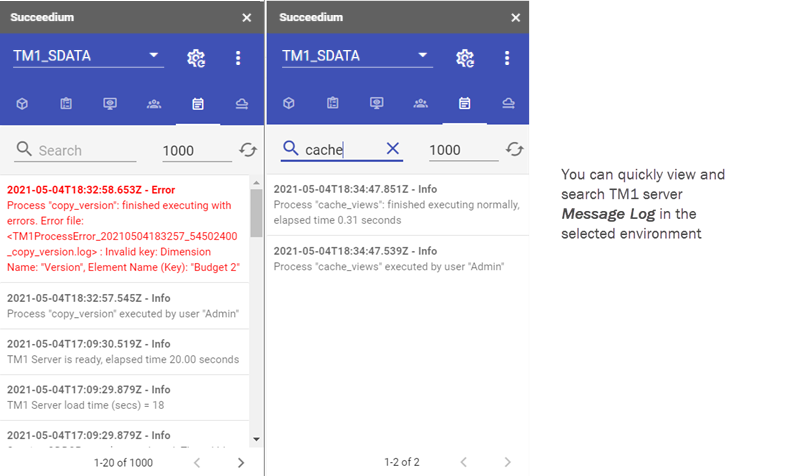 Succeedium
TM1_SDATA
Search
1000
2021-05-04T18:32:58.653Z - Error
Process "copy_version": finished executing with
errors. Error file:
<TM1ProcessError_20210504183257_54502400
_copy_version.log> : Invalid key: Dimension
Name: "Version", Element Name (Key): "Budget 2"
2021-05-04T18:32:57.545Z - Info
Process "copy_version" executed by user "Admin"
2021-05-04T17:09:30.519Z - Info
TM1 Server is ready, elapsed time 20.00 seconds
2021-05-04T17:09:29.879Z - Info
TM1 Server load time (secs) = 18
2021-05-04T17:09:29.879Z - Info
1-20 of 1000
Succeedium
TM1_SDATA
cache
1000
2021-05-04T18:34:47.851Z - Info
Process "cache_views": finished executing normally,
elapsed time 0.31 seconds
2021-05-04T18:34:47.539Z - Info
Process "cache_views" executed by user "Admin"
1-2 of 2
You can quickly view and
search TM1 server
Message Log in the
selected environment